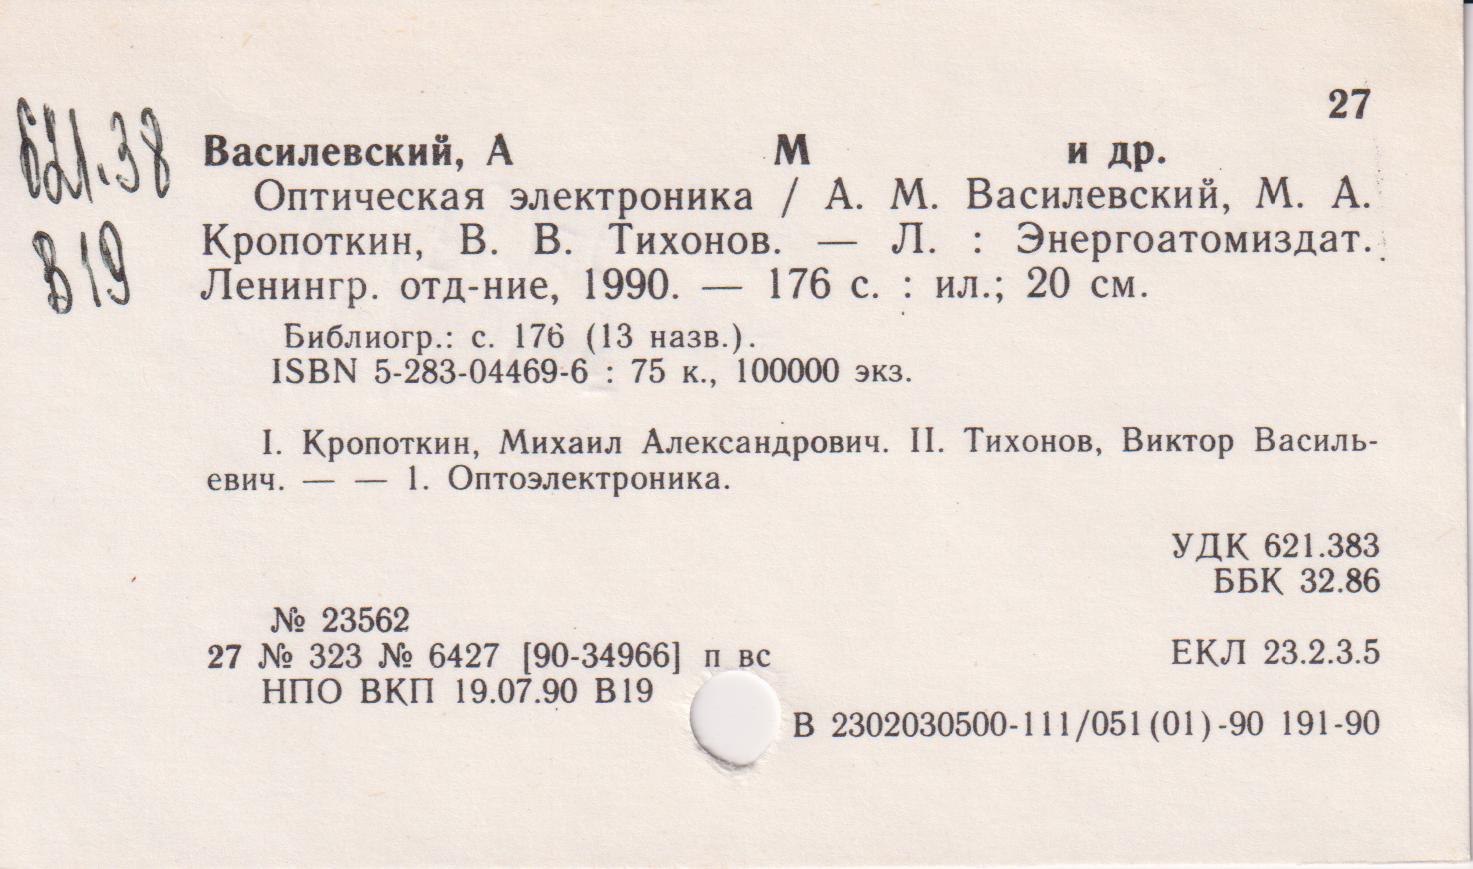 27
621.38
В19
Василевский, А М и др.
Оптическая электроника / А. М. Василевский, М. А.
Кропоткин, В. В. Тихонов. — Л. : Энергоатомиздат.
Ленингр. отд-ние, 1990. — 176 с. : ил.; 20 см.
Библиогр.: с. 176 (13 назв.).
ISBN 5-283-04469-6 : 75 к., 100000 экз.
I. Кропоткин, Михаил Александрович. II. Тихонов, Виктор Василь-
евич. — — 1. Оптоэлектроника.
УДК 621.383
ББК 32.86
№ 23562
27 № 323 № 6427 [90-34966] п вс
ЕКЛ 23.2.3.5
НПО ВКП 19.07.90 В19
В 2302030500-111/051(01)-90 191-90